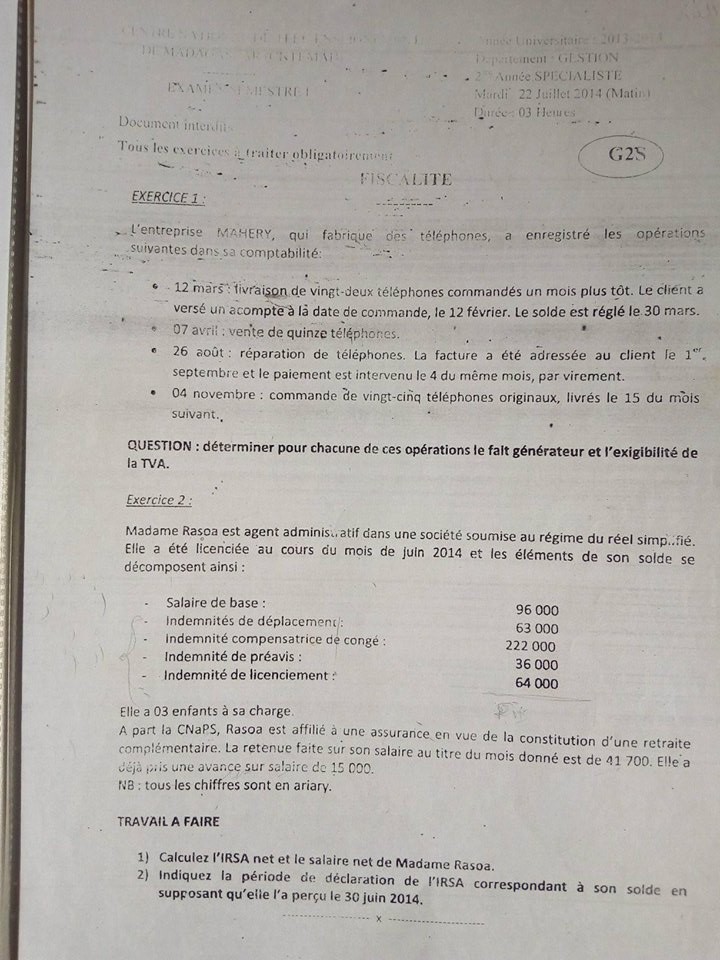 DE MADAGASCAR
Année Universitaire : 2013-2014
Département : GESTION
2ème Année SPECIALISTE
EXAMEN SEMESTRE I
Mardi 22 Juillet 2014 (Matin)
Durée : 03 Heures
Document interdit
Tous les exercices à traiter obligatoirement
G2S
FISCALITE
EXERCICE 1 :
L'entreprise MAHERY, qui fabrique des téléphones, a enregistré les opérations
suivantes dans sa comptabilité:
• 12 mars : livraison de vingt-deux téléphones commandés un mois plus tôt. Le client a
versé un acompte à la date de commande, le 12 février. Le solde est réglé le 30 mars.
• 07 avril : vente de quinze téléphones.
• 26 août : réparation de téléphones. La facture a été adressée au client le 1er
septembre et le paiement est intervenu le 4 du même mois, par virement.
• 04 novembre : commande de vingt-cinq téléphones originaux, livrés le 15 du mois
suivant.
QUESTION : déterminer pour chacune de ces opérations le fait générateur et l'exigibilité de
la TVA.
Exercice 2 :
Madame Rasoa est agent administratif dans une société soumise au régime du réel simplifié.
Elle a été licenciée au cours du mois de juin 2014 et les éléments de son solde se
décomposent ainsi :
- Salaire de base : 96 000
- Indemnités de déplacement : 63 000
- Indemnité compensatrice de congé : 222 000
- Indemnité de préavis : 36 000
- Indemnité de licenciement : 64 000
Elle a 03 enfants à sa charge.
A part la CNaPS, Rasoa est affilié à une assurance en vue de la constitution d'une retraite
complémentaire. La retenue faite sur son salaire au titre du mois donné est de 41 700. Elle a
déjà pris une avance sur salaire de 15 000.
NB : tous les chiffres sont en ariary.
TRAVAIL A FAIRE
1) Calculez l'IRSA net et le salaire net de Madame Rasoa.
2) Indiquez la période de déclaration de l'IRSA correspondant à son solde en
supposant qu'elle l'a perçu le 30 juin 2014.
x